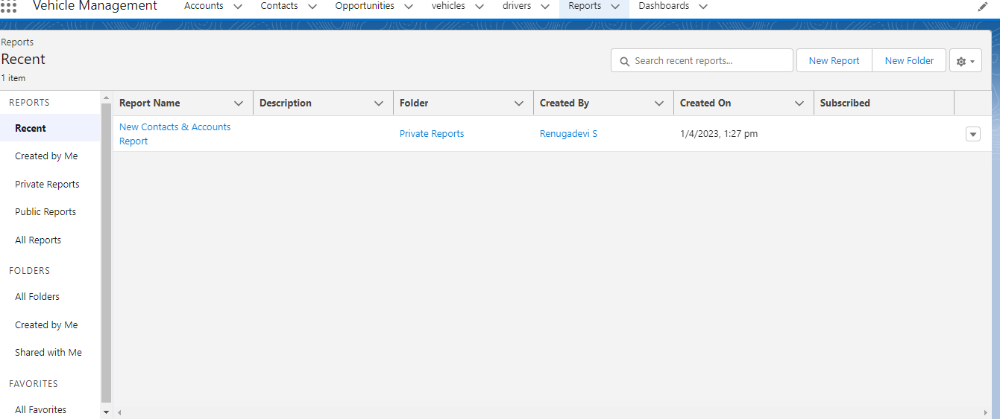 Vehicle Management Accounts Contacts Opportunities vehicles drivers Reports Dashboards
Reports
Recent
1 item
Search recent reports...
New Report
New Folder
REPORTS
Recent
Created by Me
Private Reports
Public Reports
All Reports
FOLDERS
All Folders
Created by Me
Shared with Me
FAVORITES
All Favorites
Report Name Description Folder Created By Created On Subscribed
New Contacts & Accounts
Report
Private Reports Renugadevi S 1/4/2023, 1:27 pm